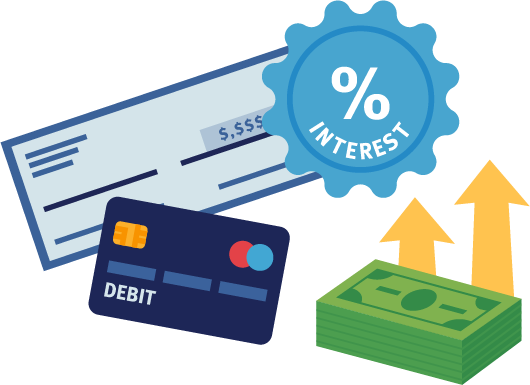 $,$$$
%
INTEREST
DEBIT